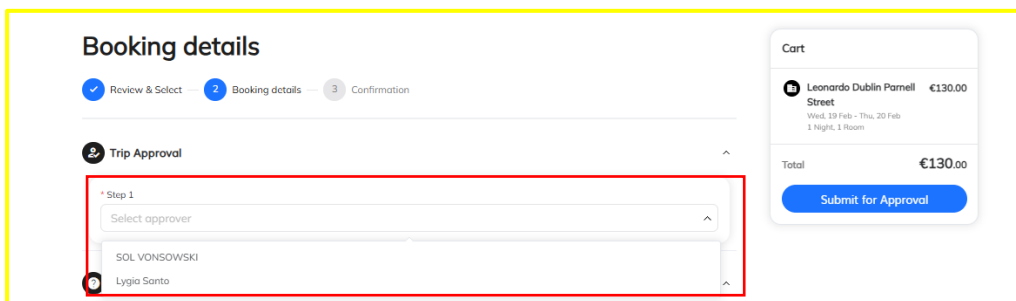 Booking details
Review & Select
2 Booking details
3 Confirmation
Trip Approval
* Step 1
Select approver
SOL VONSOWSKI
Lygia Santo
?
Cart
Leonardo Dublin Parnell €130.00
Street
Wed, 19 Feb - Thu, 20 Feb
1 Night, 1 Room
Total €130.00
Submit for Approval